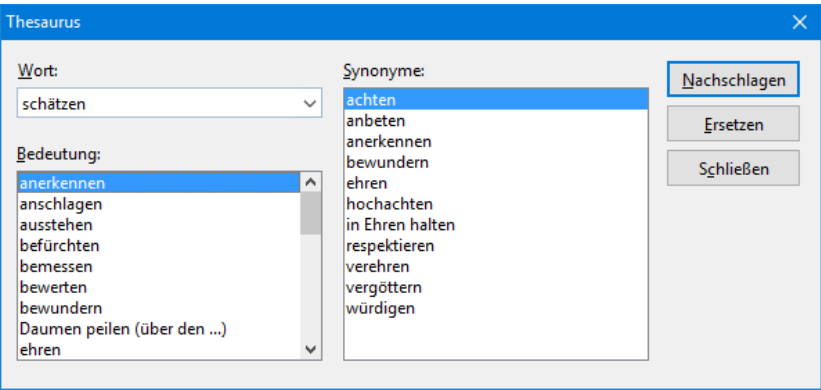 Thesaurus
Wort:
schätzen
Bedeutung:
anerkennen
anschlagen
ausstehen
befürchten
bemessen
bewerten
bewundern
Daumen peilen (über den ...)
ehren
Synonyme:
achten
anbeten
anerkennen
bewundern
ehren
hochachten
in Ehren halten
respektieren
verehren
vergöttern
würdigen
Nachschlagen
Ersetzen
Schließen